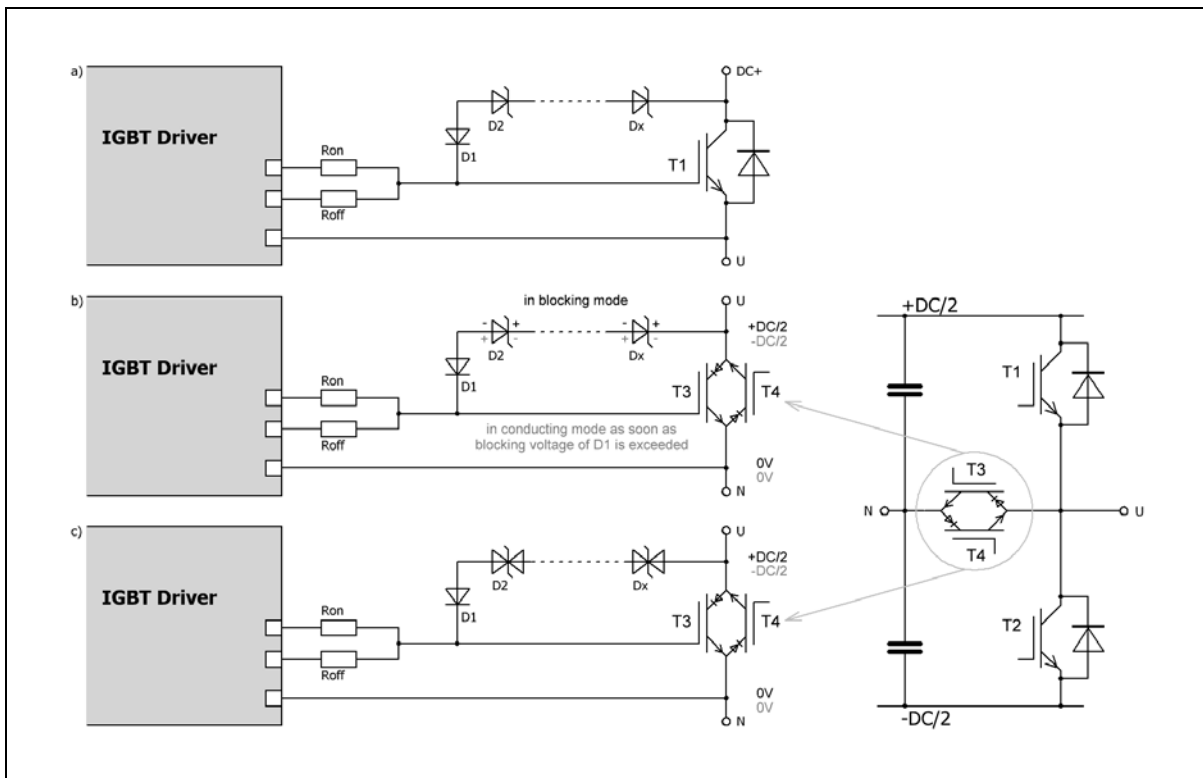 a)
IGBT Driver
Ron
Roff
D1
D2
Dx
DC+
T1
U
b)
IGBT Driver
Ron
Roff
in blocking mode
- + - +
+ - + -
D2
Dx
D1
U
+DC/2
-DC/2
T3
T4
in conducting mode as soon as
blocking voltage of D1 is exceeded
0V
0V
N
c)
IGBT Driver
Ron
Roff
D2
Dx
D1
U
+DC/2
-DC/2
T3
T4
0V
0V
N
+DC/2
T1
T3
N
U
T4
T2
-DC/2